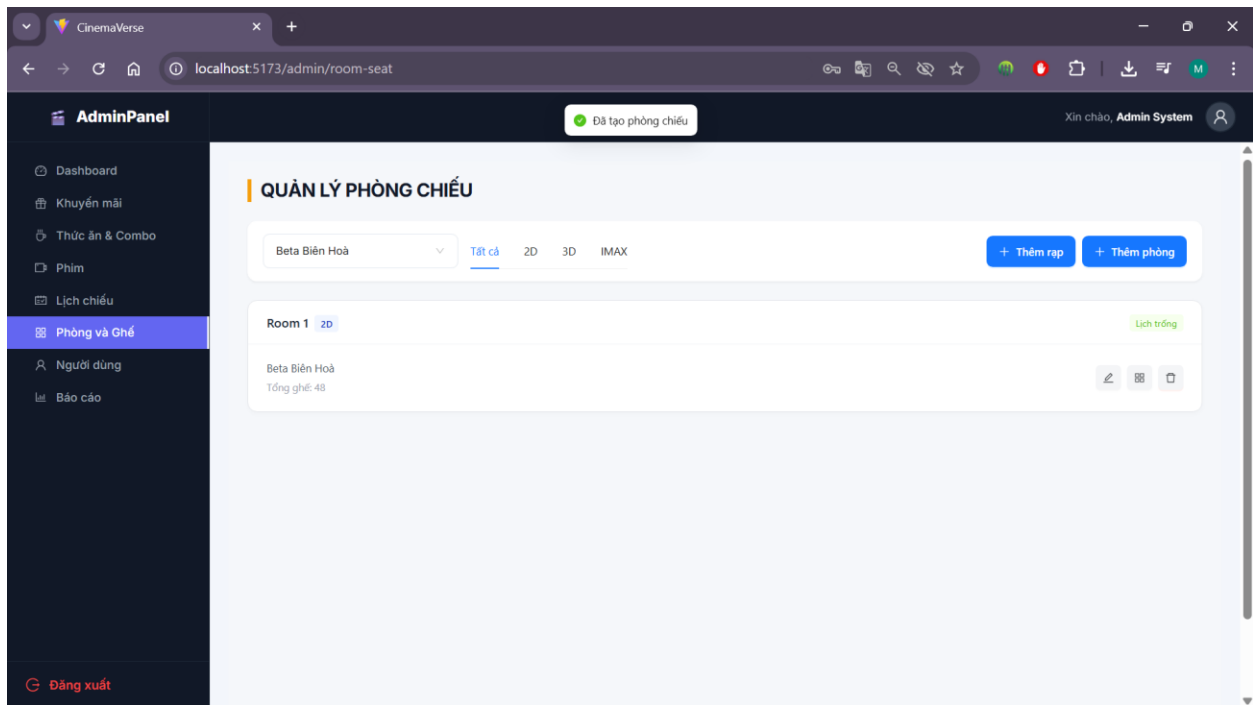 CinemaVerse
localhost:5173/admin/room-seat
M
AdminPanel
Đã tạo phòng chiếu
Xin chào, Admin System
Dashboard
Khuyến mãi
Thức ăn & Combo
Phim
Lịch chiếu
Phòng và Ghế
Người dùng
Báo cáo
Đăng xuất
QUẢN LÝ PHÒNG CHIẾU
Beta Biên Hoà
Tất cả 2D 3D IMAX
+ Thêm rạp + Thêm phòng
Room 1 2D
Lịch trống
Beta Biên Hoà
Tổng ghế: 48